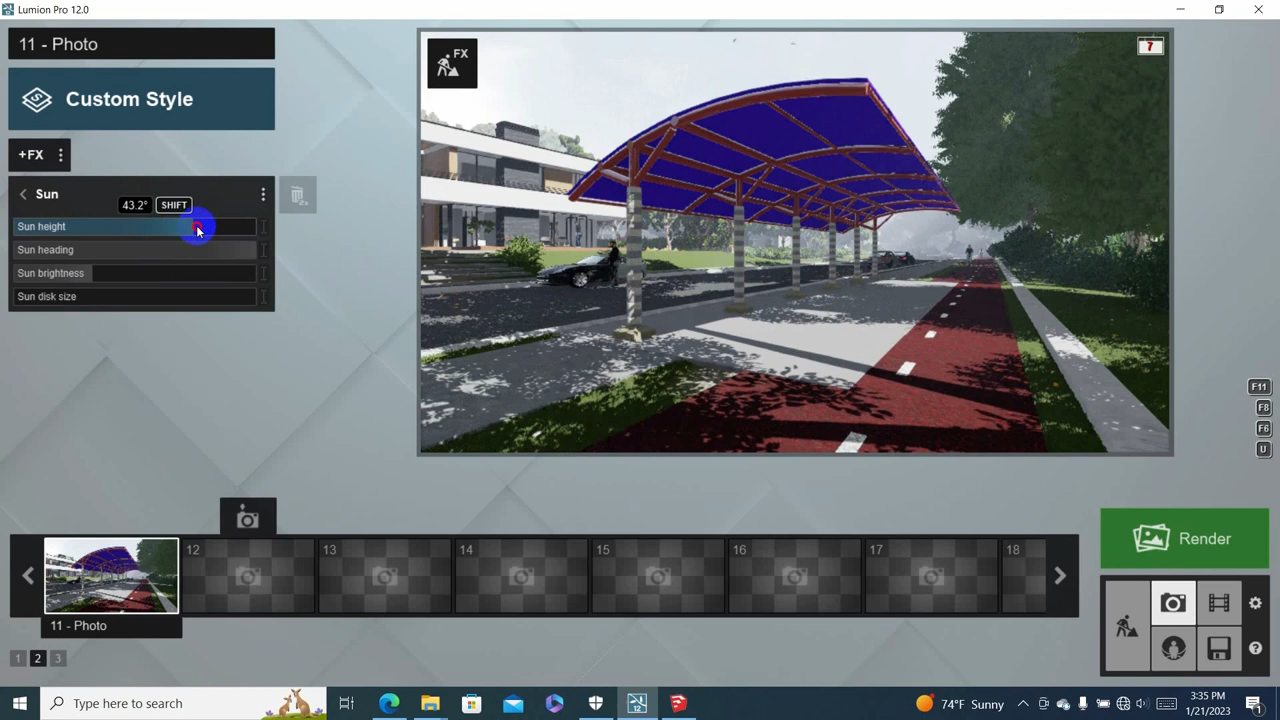 Lumion Pro 12.0
11 - Photo
Custom Style
+FX
Sun
43.2° SHIFT
Sun height
Sun heading
Sun brightness
Sun disk size
FX
7
F11
F8
F6
U
12
13
14
15
16
17
18
11 - Photo
1 2 3
Render
Type here to search
12
74°F Sunny
3:35 PM
1/21/2023
1